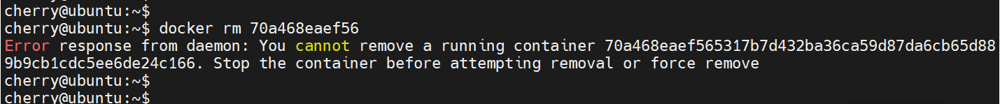 cherry@ubuntu:~$
cherry@ubuntu:~$ docker rm 70a468eaef56
Error response from daemon: You cannot remove a running container 70a468eaef565317b7d432ba36ca59d87da6cb65d88
9b9cb1cdc5ee6de24c166. Stop the container before attempting removal or force remove
cherry@ubuntu:~$
cherry@ubuntu:~$